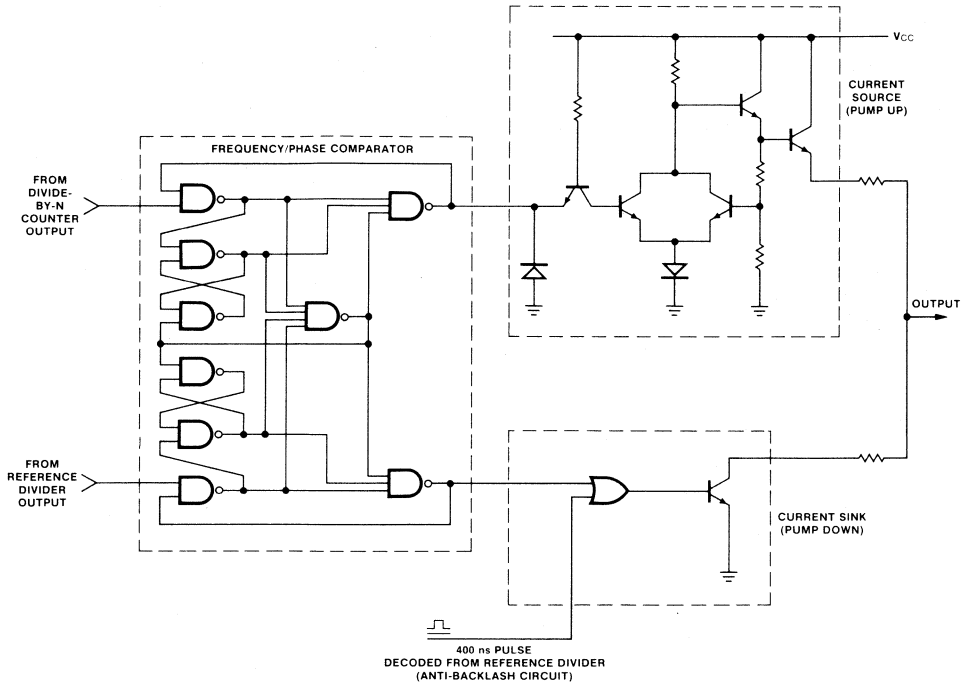 VCC
CURRENT
SOURCE
(PUMP UP)
FREQUENCY/PHASE COMPARATOR
FROM
DIVIDE-
BY-N
COUNTER
OUTPUT
OUTPUT
FROM
REFERENCE
DIVIDER
OUTPUT
CURRENT SINK
(PUMP DOWN)
400 ns PULSE
DECODED FROM REFERENCE DIVIDER
(ANTI-BACKLASH CIRCUIT)